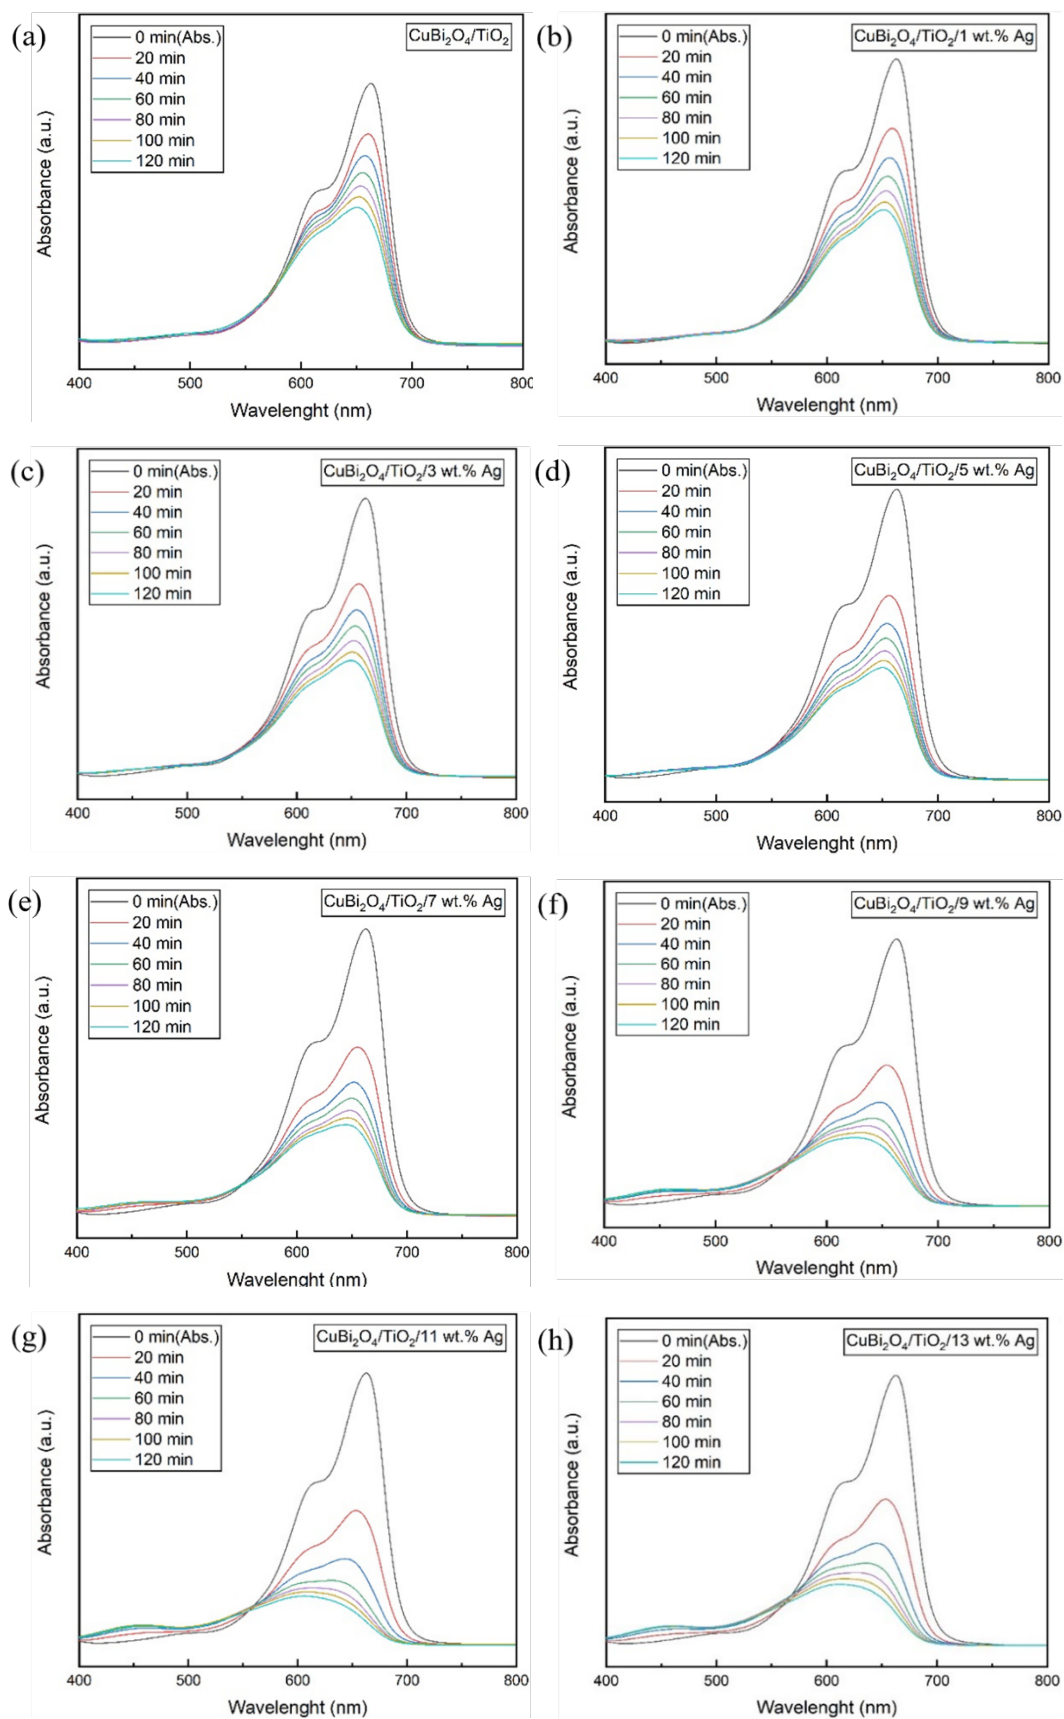 (a)
0 min(Abs.)
20 min
40 min
60 min
80 min
100 min
120 min
CuBi₂O₄/TiO₂
Absorbance (a.u.)
400 500 600 700 800
Wavelenght (nm)
(b)
0 min(Abs.)
20 min
40 min
60 min
80 min
100 min
120 min
CuBi₂O₄/TiO₂/1 wt.% Ag
Absorbance (a.u.)
400 500 600 700 800
Wavelenght (nm)
(c)
0 min(Abs.)
20 min
40 min
60 min
80 min
100 min
120 min
CuBi₂O₄/TiO₂/3 wt.% Ag
Absorbance (a.u.)
400 500 600 700 800
Wavelenght (nm)
(d)
0 min(Abs.)
20 min
40 min
60 min
80 min
100 min
120 min
CuBi₂O₄/TiO₂/5 wt.% Ag
Absorbance (a.u.)
400 500 600 700 800
Wavelenght (nm)
(e)
0 min(Abs.)
20 min
40 min
60 min
80 min
100 min
120 min
CuBi₂O₄/TiO₂/7 wt.% Ag
Absorbance (a.u.)
400 500 600 700 800
Wavelenght (nm)
(f)
0 min(Abs.)
20 min
40 min
60 min
80 min
100 min
120 min
CuBi₂O₄/TiO₂/9 wt.% Ag
Absorbance (a.u.)
400 500 600 700 800
Wavelenght (nm)
(g)
0 min(Abs.)
20 min
40 min
60 min
80 min
100 min
120 min
CuBi₂O₄/TiO₂/11 wt.% Ag
Absorbance (a.u.)
400 500 600 700 800
Wavelenght (nm)
(h)
0 min(Abs.)
20 min
40 min
60 min
80 min
100 min
120 min
CuBi₂O₄/TiO₂/13 wt.% Ag
Absorbance (a.u.)
400 500 600 700 800
Wavelenght (nm)